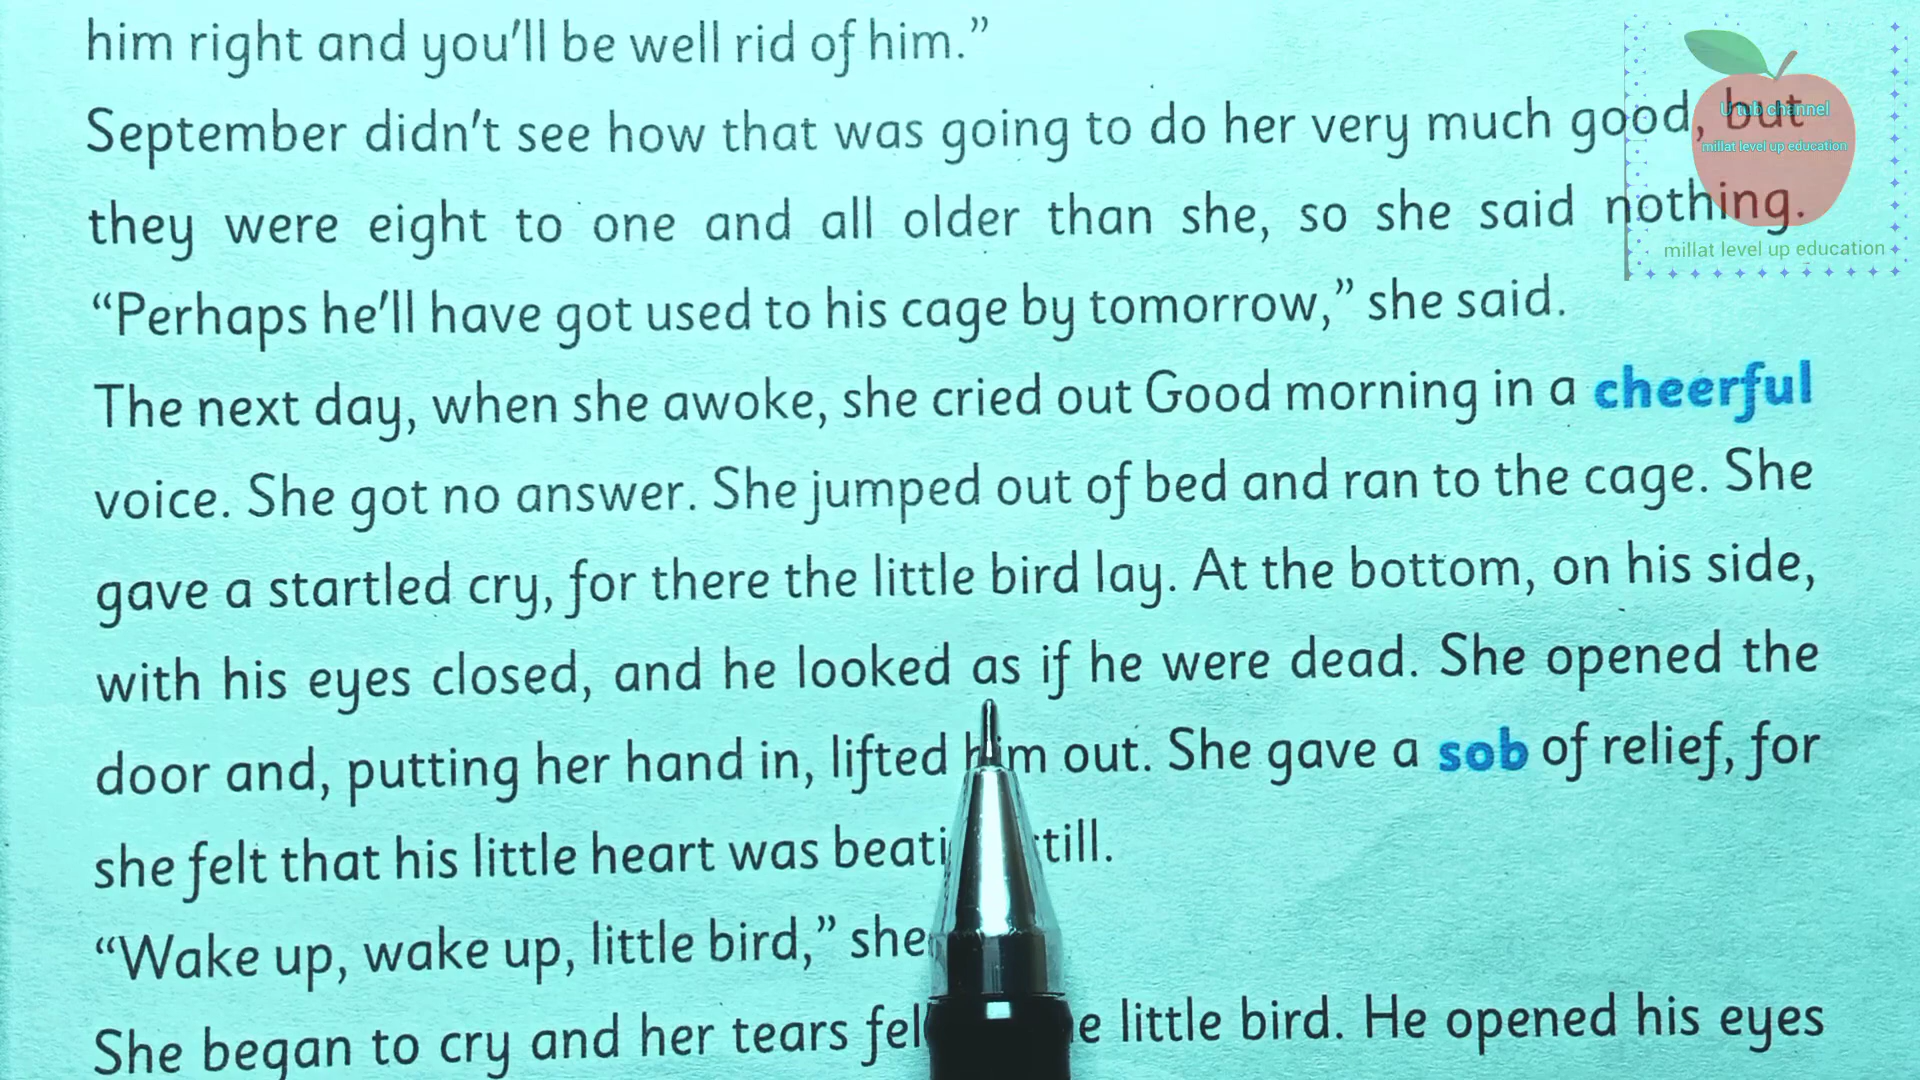 him right and you'll be well rid of him.”
September didn't see how that was going to do her very much good, but
they were eight to one and all older than she, so she said nothing.
“Perhaps he'll have got used to his cage by tomorrow,” she said.
The next day, when she awoke, she cried out Good morning in a cheerful
voice. She got no answer. She jumped out of bed and ran to the cage. She
gave a startled cry, for there the little bird lay. At the bottom, on his side,
with his eyes closed, and he looked as if he were dead. She opened the
door and, putting her hand in, lifted him out. She gave a sob of relief, for
she felt that his little heart was beating still.
“Wake up, wake up, little bird,” she
She began to cry and her tears fell little bird. He opened his eyes
U tub channel
millat level up education
millat level up education